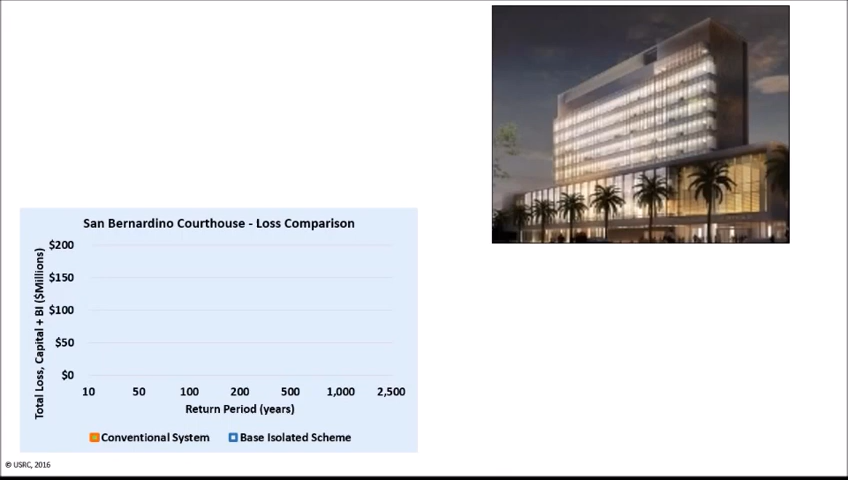 San Bernardino Courthouse - Loss Comparison
Total Loss, Capital + BI ($Millions)
$200
$150
$100
$50
$0
10 50 100 200 500 1,000 2,500
Return Period (years)
Conventional System Base Isolated Scheme
© USRC, 2016